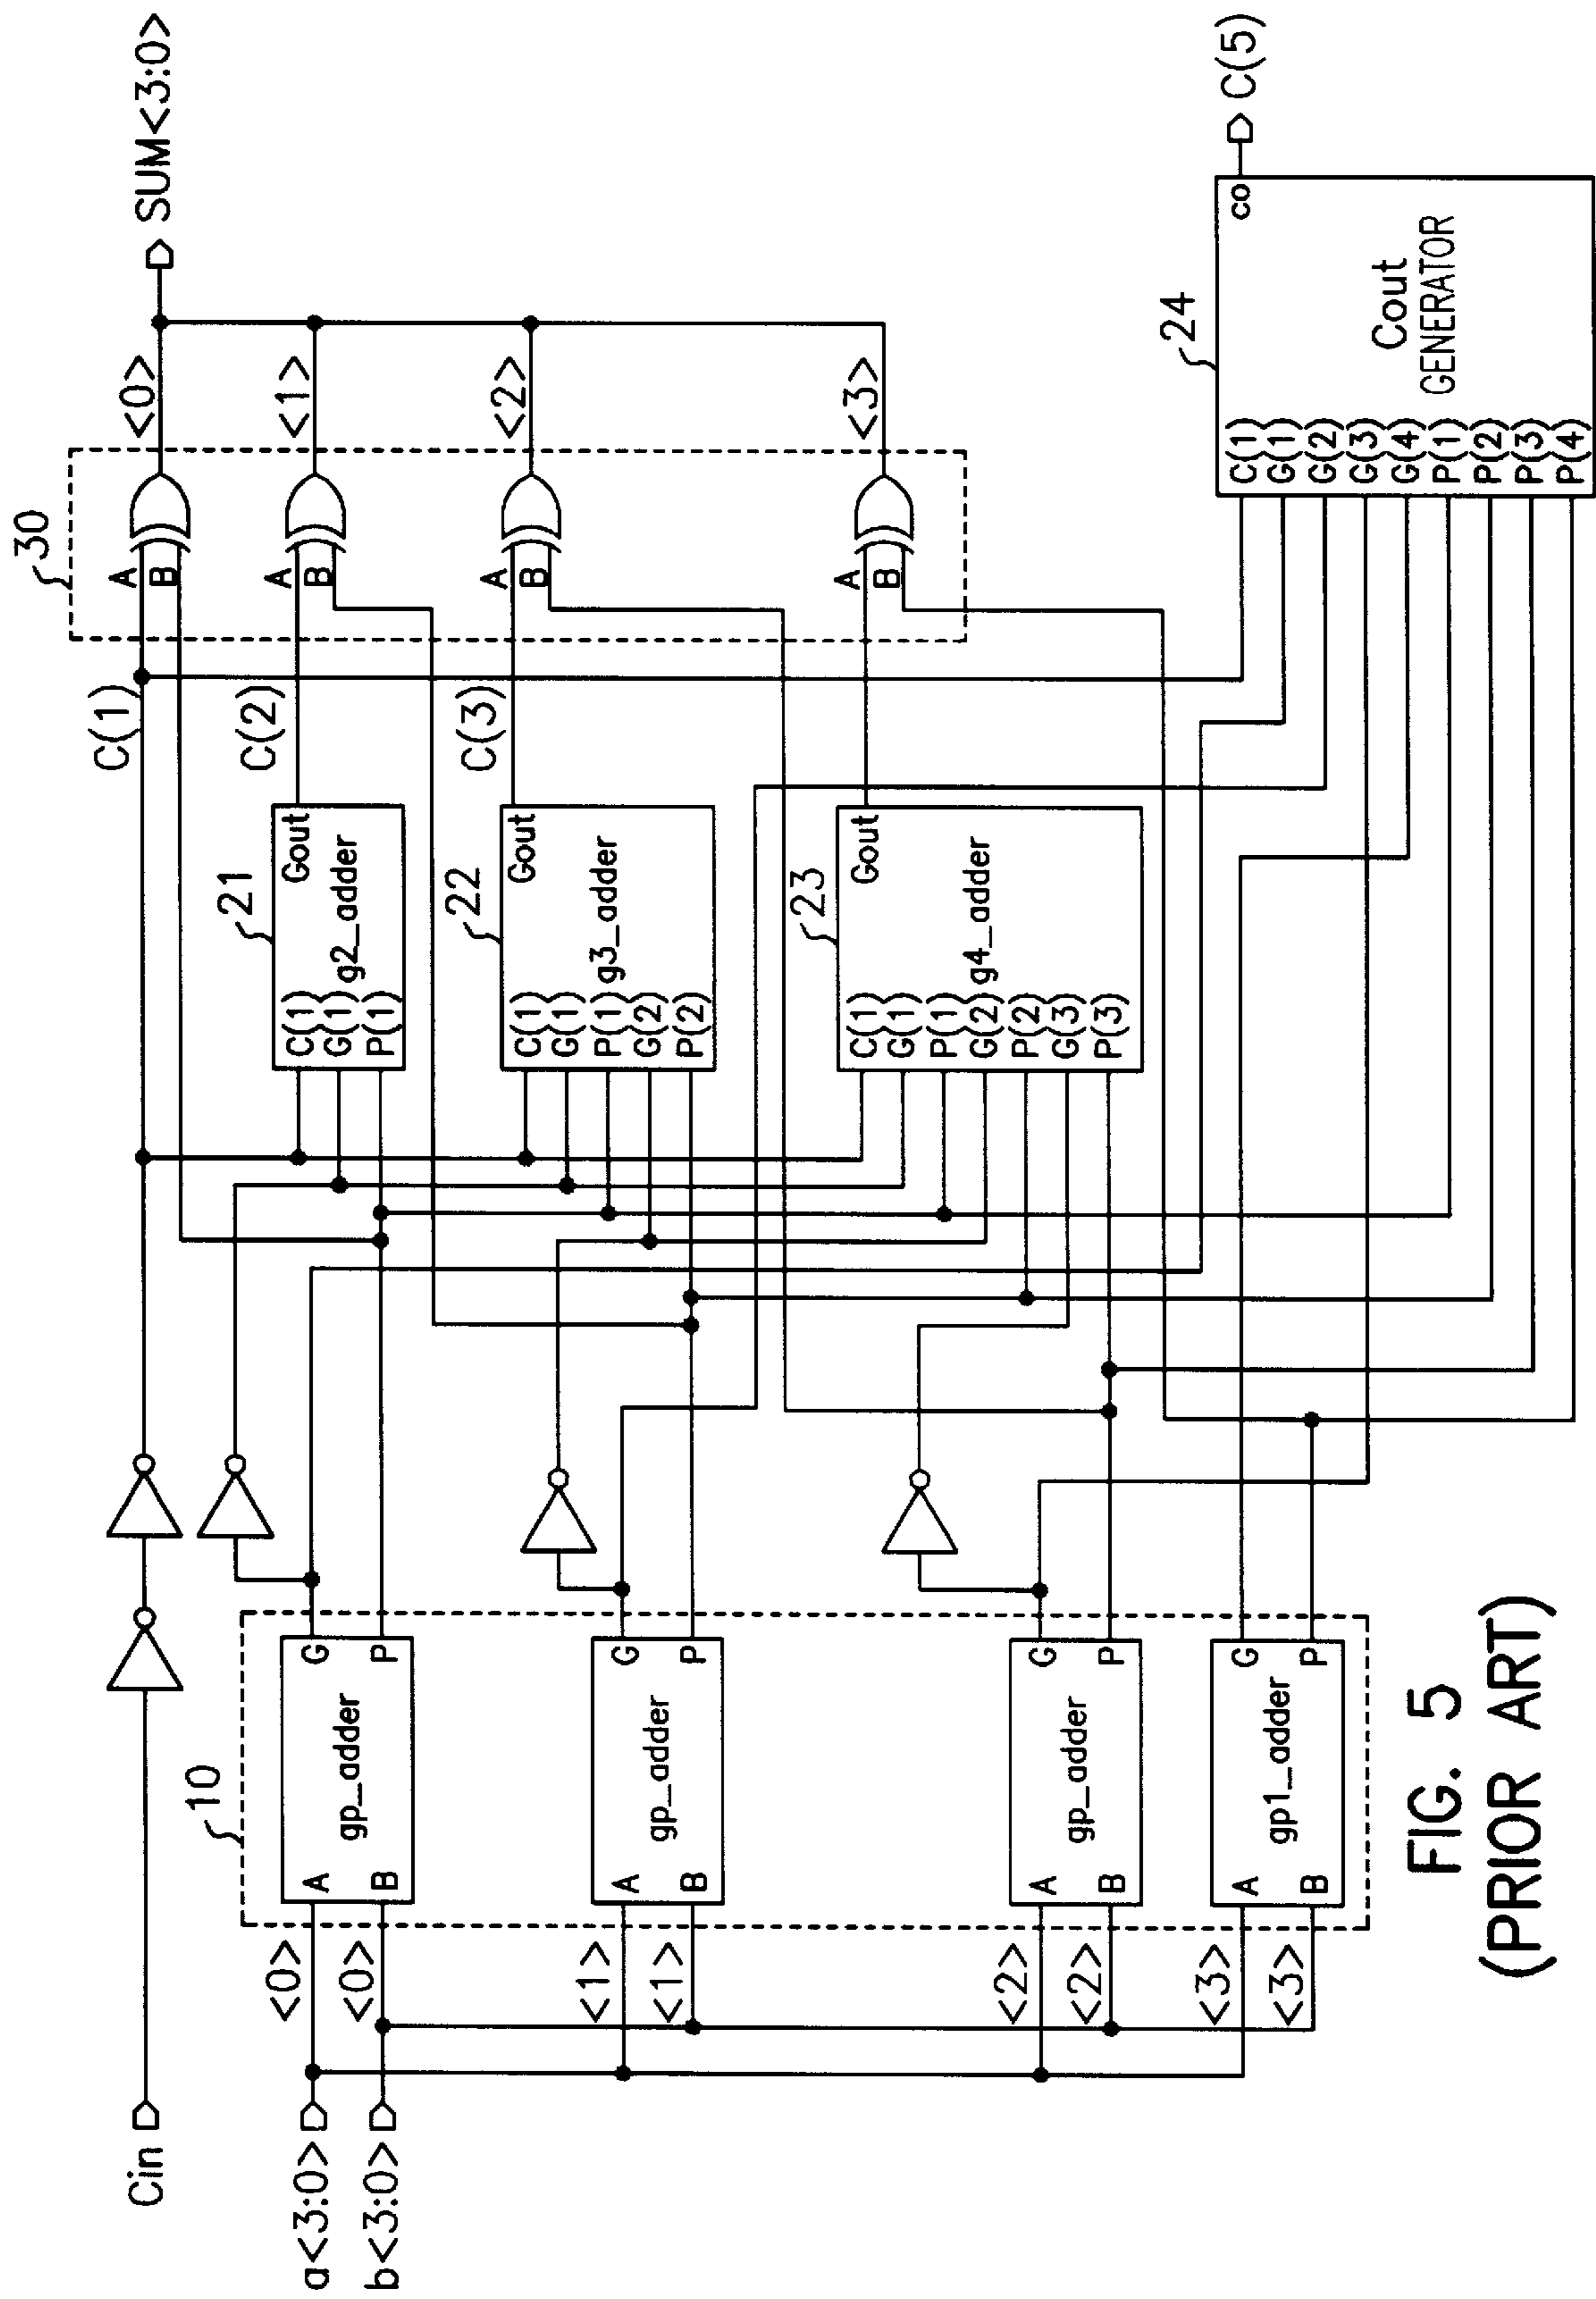 Cin
a<3:0>
b<3:0>
<0>
<0>
<1>
<1>
<2>
<2>
<3>
<3>
10
A
B
gp_adder
G
P
A
B
gp_adder
G
P
A
B
gp_adder
G
P
A
B
gp1_adder
G
P
21
C(1)
G(1)
P(1)
g2_adder
Gout
22
C(1)
G(1)
P(1)
G(2)
P(2)
g3_adder
Gout
23
C(1)
G(1)
P(1)
G(2)
P(2)
G(3)
P(3)
g4_adder
Gout
C(1)
C(2)
C(3)
30
A
B
A
B
A
B
A
B
<0>
<1>
<2>
<3>
SUM<3:0>
24
C(1)
G(1)
G(2)
G(3)
G(4)
P(1)
P(2)
P(3)
P(4)
Cout
GENERATOR
co
C(5)
FIG. 5
(PRIOR ART)